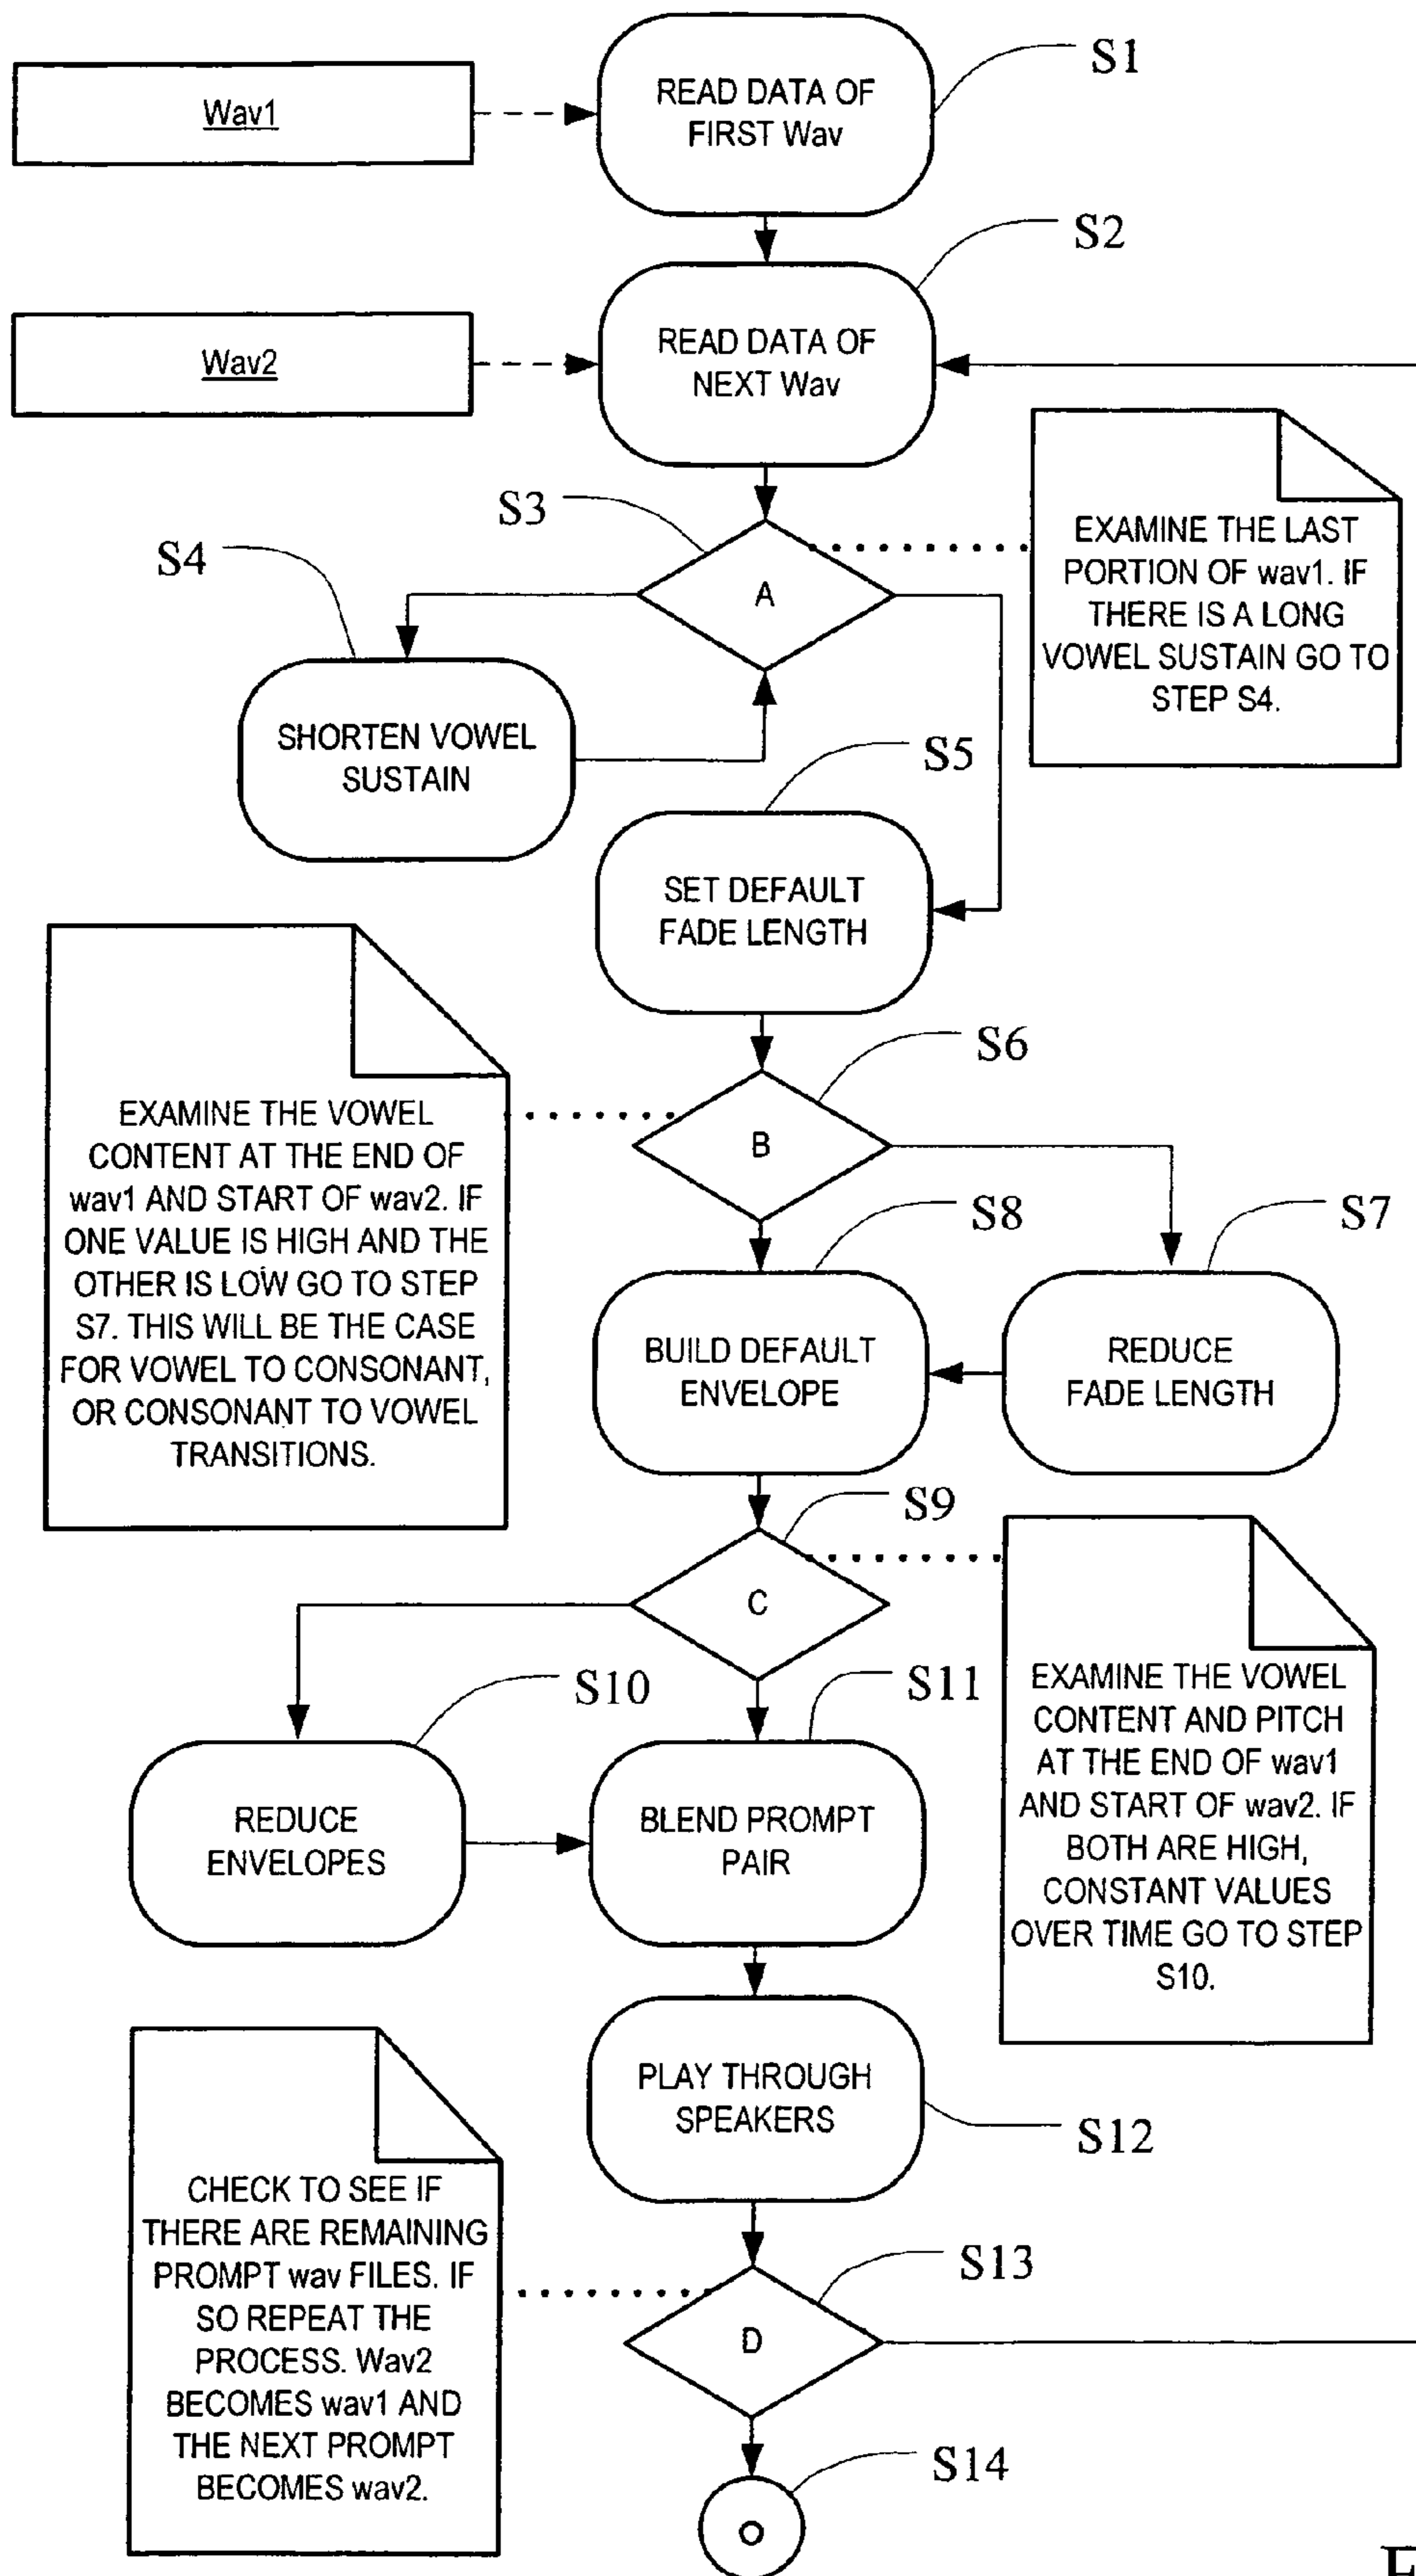 S1
Wav1
READ DATA OF
FIRST Wav
S2
Wav2
READ DATA OF
NEXT Wav
S3
S4
A
EXAMINE THE LAST
PORTION OF wav1. IF
THERE IS A LONG
VOWEL SUSTAIN GO TO
STEP S4.
SHORTEN VOWEL
SUSTAIN
S5
SET DEFAULT
FADE LENGTH
S6
EXAMINE THE VOWEL
CONTENT AT THE END OF
wav1 AND START OF wav2. IF
ONE VALUE IS HIGH AND THE
OTHER IS LOW GO TO STEP
S7. THIS WILL BE THE CASE
FOR VOWEL TO CONSONANT,
OR CONSONANT TO VOWEL
TRANSITIONS.
B
S8
S7
BUILD DEFAULT
ENVELOPE
REDUCE
FADE LENGTH
S9
C
EXAMINE THE VOWEL
CONTENT AND PITCH
AT THE END OF wav1
AND START OF wav2. IF
BOTH ARE HIGH,
CONSTANT VALUES
OVER TIME GO TO STEP
S10.
S10
S11
REDUCE
ENVELOPES
BLEND PROMPT
PAIR
PLAY THROUGH
SPEAKERS
S12
CHECK TO SEE IF
THERE ARE REMAINING
PROMPT wav FILES. IF
SO REPEAT THE
PROCESS. Wav2
BECOMES wav1 AND
THE NEXT PROMPT
BECOMES wav2.
S13
D
S14